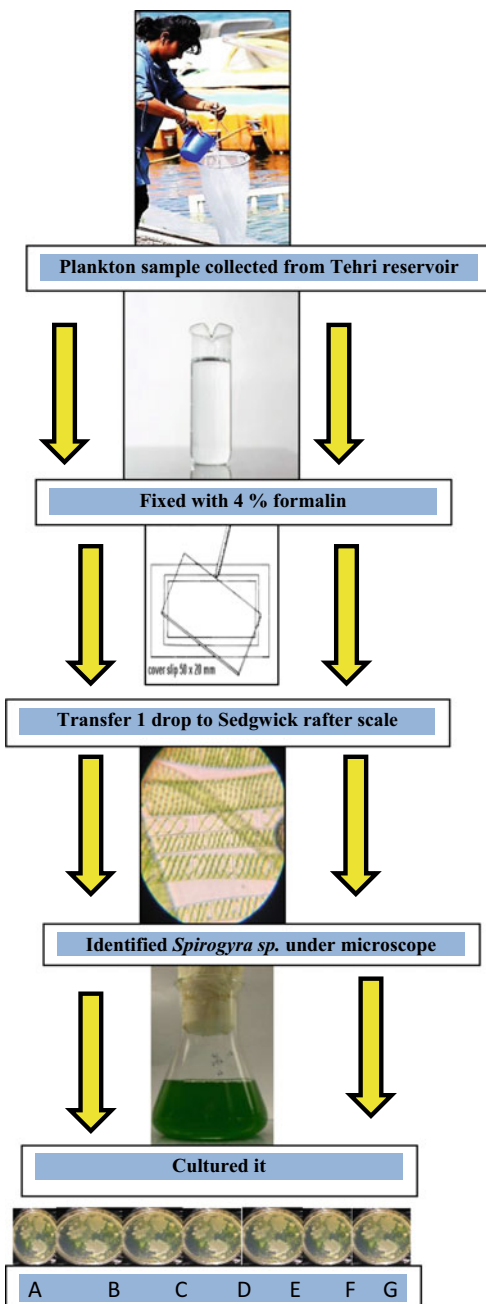 Plankton sample collected from Tehri reservoir
Fixed with 4 % formalin
cover slip 50 x 20 mm
Transfer 1 drop to Sedgwick rafter scale
Identified Spirogyra sp. under microscope
Cultured it
A B C D E F G